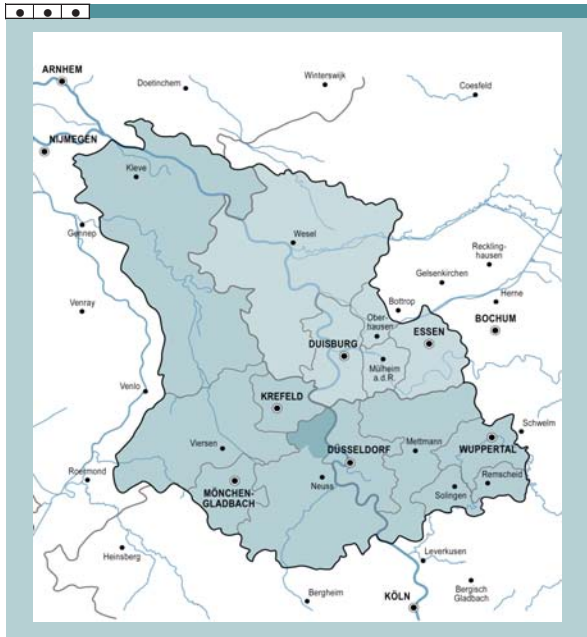 ARNHEM
Doetinchem
Winterswijk
Coesfeld
NIJMEGEN
Kleve
Gennep
Wesel
Reckling-
hausen
Gelsenkirchen
Venray
Bottrop
Herne
Ober-
hausen
ESSEN
BOCHUM
DUISBURG
Mülheim
a.d.R.
Venlo
KREFELD
Schwelm
Viersen
DÜSSELDORF
Mettmann
WUPPERTAL
Roermond
MÖNCHEN-
GLADBACH
Neuss
Solingen
Remscheid
Heinsberg
Leverkusen
Bergheim
KÖLN
Bergisch
Gladbach